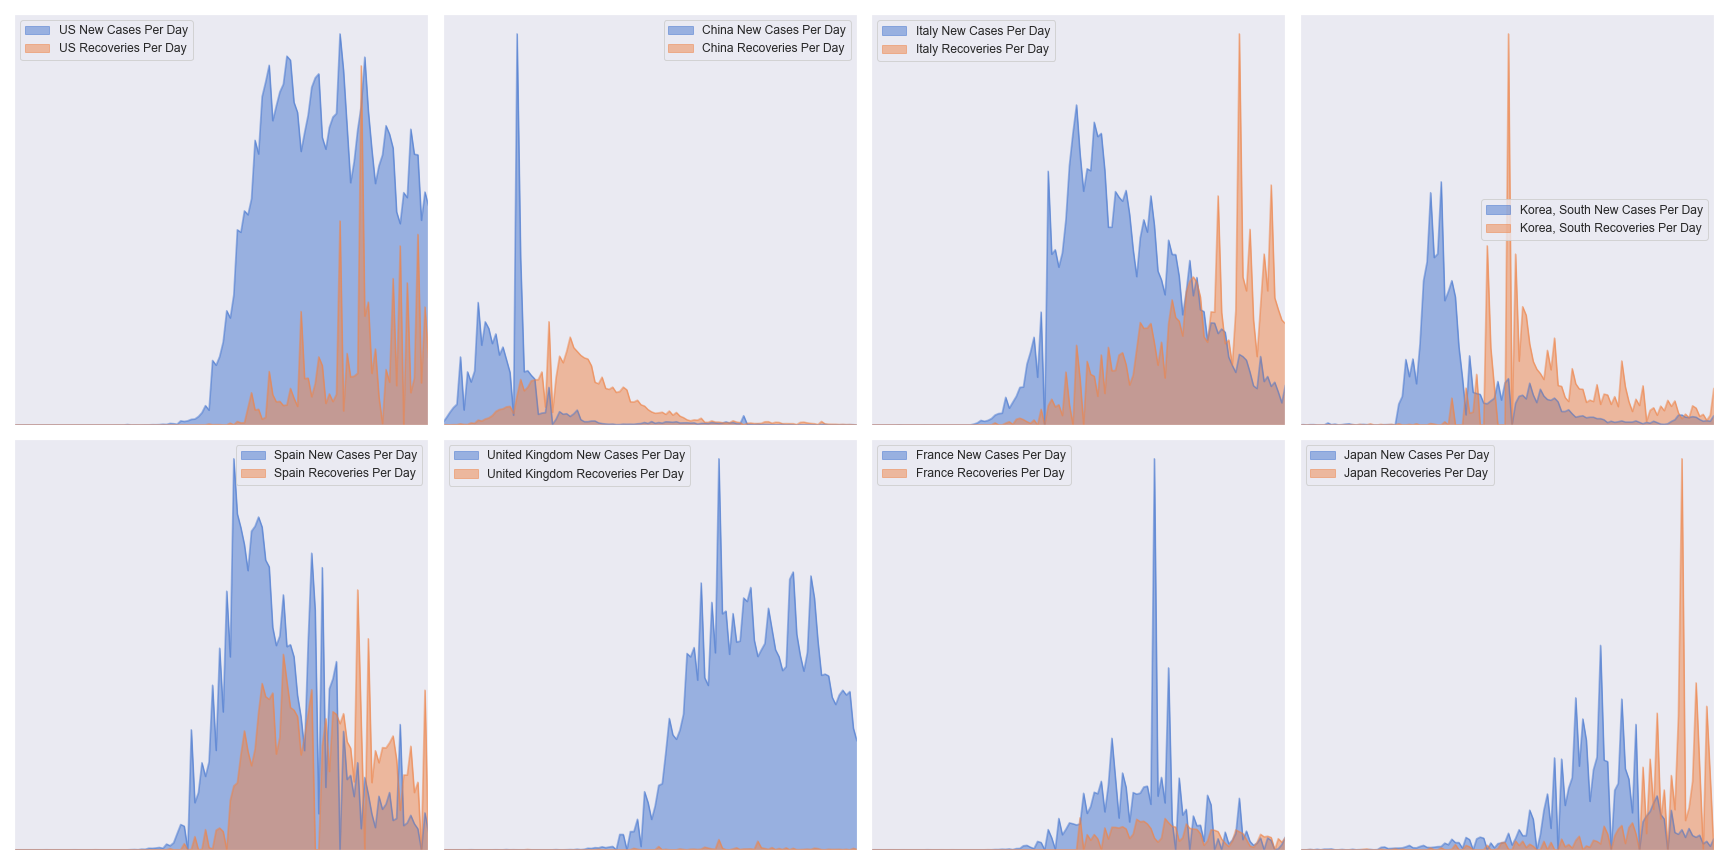 US New Cases Per Day
US Recoveries Per Day
China New Cases Per Day
China Recoveries Per Day
Italy New Cases Per Day
Italy Recoveries Per Day
Korea, South New Cases Per Day
Korea, South Recoveries Per Day
Spain New Cases Per Day
Spain Recoveries Per Day
United Kingdom New Cases Per Day
United Kingdom Recoveries Per Day
France New Cases Per Day
France Recoveries Per Day
Japan New Cases Per Day
Japan Recoveries Per Day